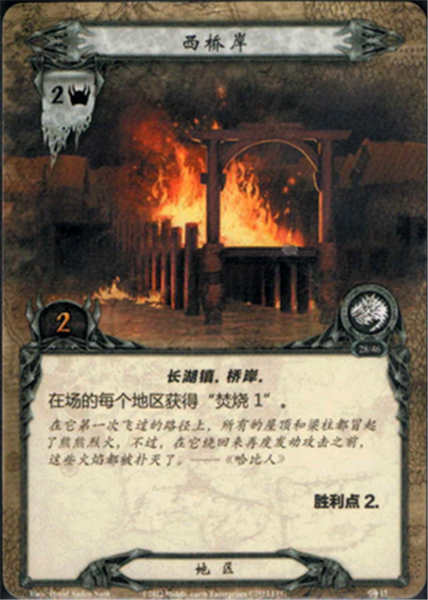 西桥岸
2
2
长湖镇. 桥岸.
在场的每个地区获得“焚烧 1”。
在它第一次飞过的路径上，所有的屋顶和梁柱都冒起
了熊熊烈火，不过，在它绕回来再度发动攻击之前，
这些火焰都被扑灭了。——《哈比人》
胜利点 2.
地区